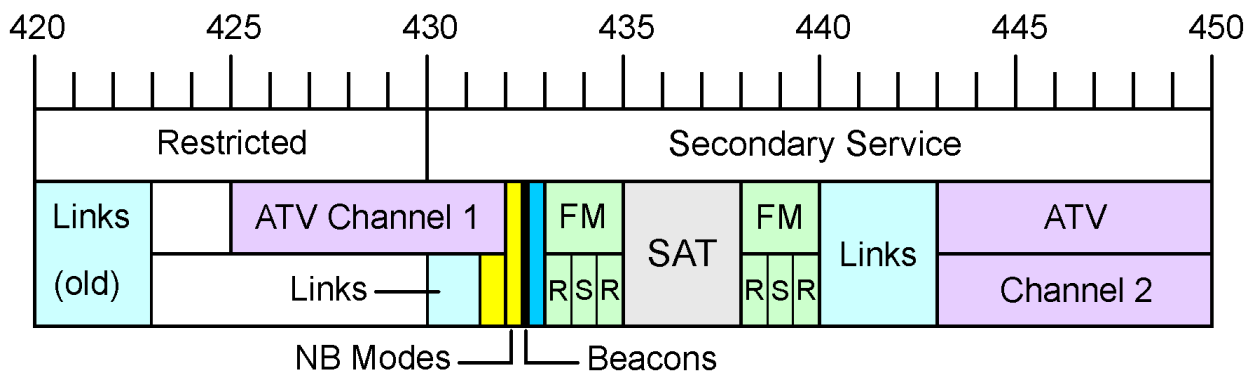 420 425 430 435 440 445 450
Restricted Secondary Service
Links ATV Channel 1 FM FM ATV
SAT Links
(old) Links R S R R S R Channel 2
NB Modes Beacons